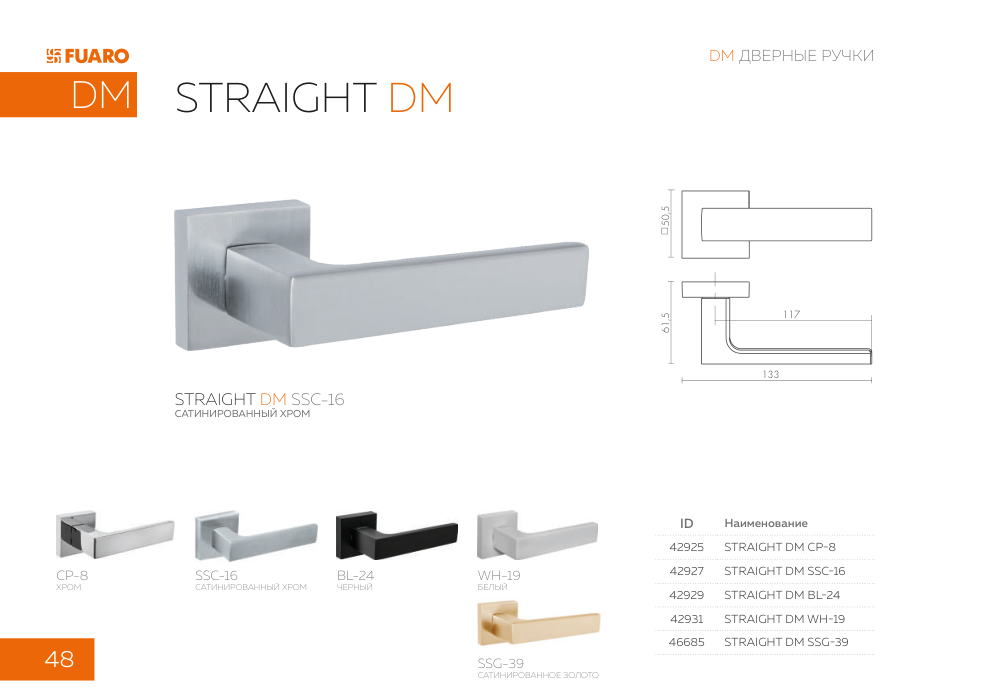 FUARO
DM ДВЕРНЫЕ РУЧКИ
DM
STRAIGHT DM
□50,5
61,5
117
133
STRAIGHT DM SSC-16
САТИНИРОВАННЫЙ ХРОМ
CP-8
ХРОМ
SSC-16
САТИНИРОВАННЫЙ ХРОМ
BL-24
ЧЕРНЫЙ
WH-19
БЕЛЫЙ
SSG-39
САТИНИРОВАННОЕ ЗОЛОТО
ID Наименование
42925 STRAIGHT DM CP-8
42927 STRAIGHT DM SSC-16
42929 STRAIGHT DM BL-24
42931 STRAIGHT DM WH-19
46685 STRAIGHT DM SSG-39
48